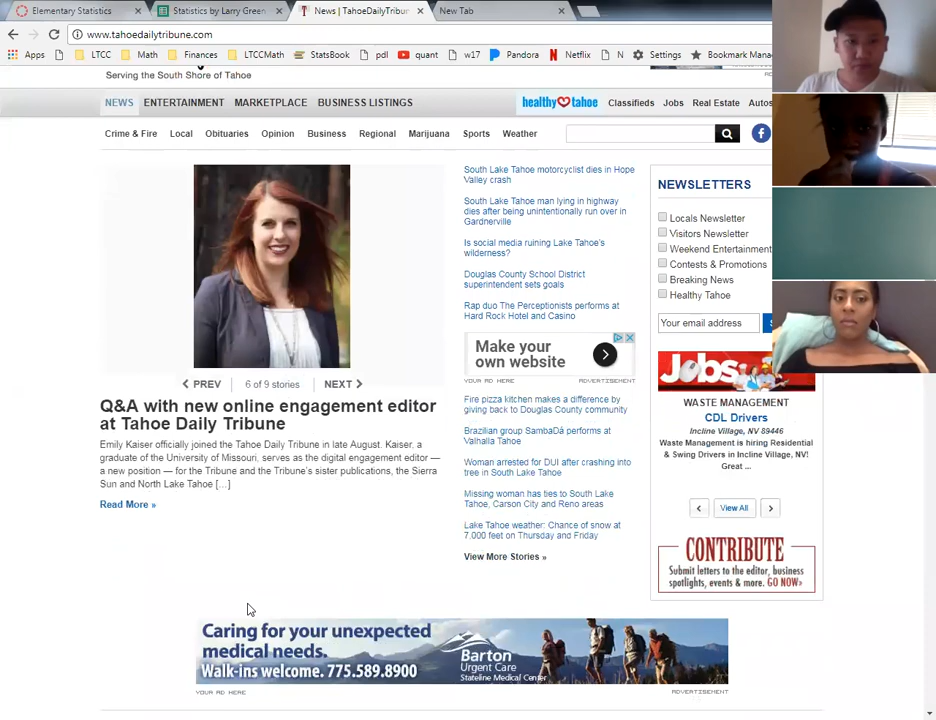 Elementary Statistics
Statistics by Larry Green
News | TahoeDailyTribun
New Tab
www.tahoedailytribune.com
Apps
LTCC
Math
Finances
LTCCMath
StatsBook
pdl
quant
w17
Pandora
Netflix
N
Settings
Bookmark Mana
Serving the South Shore of Tahoe
NEWS
ENTERTAINMENT
MARKETPLACE
BUSINESS LISTINGS
healthy tahoe
Classifieds
Jobs
Real Estate
Autos
Crime & Fire
Local
Obituaries
Opinion
Business
Regional
Marijuana
Sports
Weather
f
PREV
6 of 9 stories
NEXT
Q&A with new online engagement editor
at Tahoe Daily Tribune
Emily Kaiser officially joined the Tahoe Daily Tribune in late August. Kaiser, a
graduate of the University of Missouri, serves as the digital engagement editor —
a new position — for the Tribune and the Tribune's sister publications, the Sierra
Sun and North Lake Tahoe […]
Read More »
South Lake Tahoe motorcyclist dies in Hope
Valley crash
South Lake Tahoe man lying in highway
dies after being unintentionally run over in
Gardnerville
Is social media ruining Lake Tahoe's
wilderness?
Douglas County School District
superintendent sets goals
Rap duo The Perceptionists performs at
Hard Rock Hotel and Casino
Make your
own website
YOUR AD HERE
ADVERTISEMENT
Fire pizza kitchen makes a difference by
giving back to Douglas County community
Brazilian group SambaDá performs at
Valhalla Tahoe
Woman arrested for DUI after crashing into
tree in South Lake Tahoe
Missing woman has ties to South Lake
Tahoe, Carson City and Reno areas
Lake Tahoe weather: Chance of snow at
7,000 feet on Thursday and Friday
View More Stories »
NEWSLETTERS
Locals Newsletter
Visitors Newsletter
Weekend Entertainment
Contests & Promotions
Breaking News
Healthy Tahoe
Your email address
S
Jobs
WASTE MANAGEMENT
CDL Drivers
Incline Village, NV 89446
Waste Management is hiring Residential
& Swing Drivers in Incline Village, NV!
Great ...
View All
CONTRIBUTE
Submit letters to the editor, business
spotlights, events & more. GO NOW»
Caring for your unexpected
medical needs.
Walk-ins welcome. 775.589.8900
Barton
Urgent Care
Stateline Medical Center
YOUR AD HERE
ADVERTISEMENT